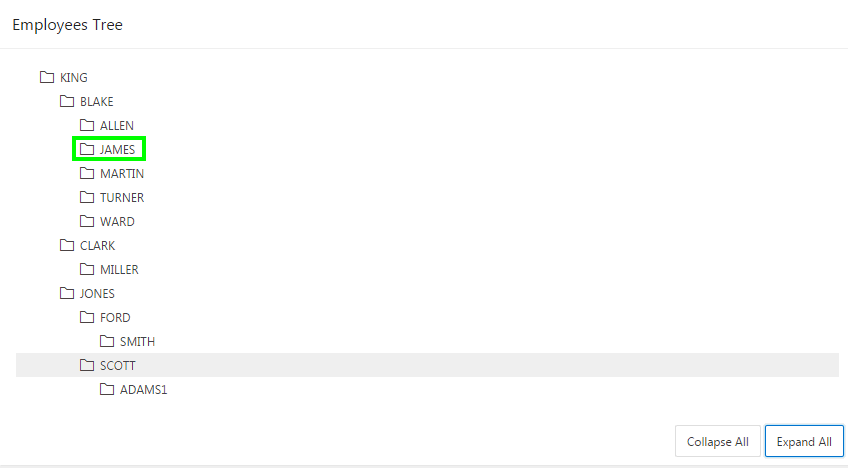 Employees Tree
KING
BLAKE
ALLEN
JAMES
MARTIN
TURNER
WARD
CLARK
MILLER
JONES
FORD
SMITH
SCOTT
ADAMS1
Collapse All Expand All